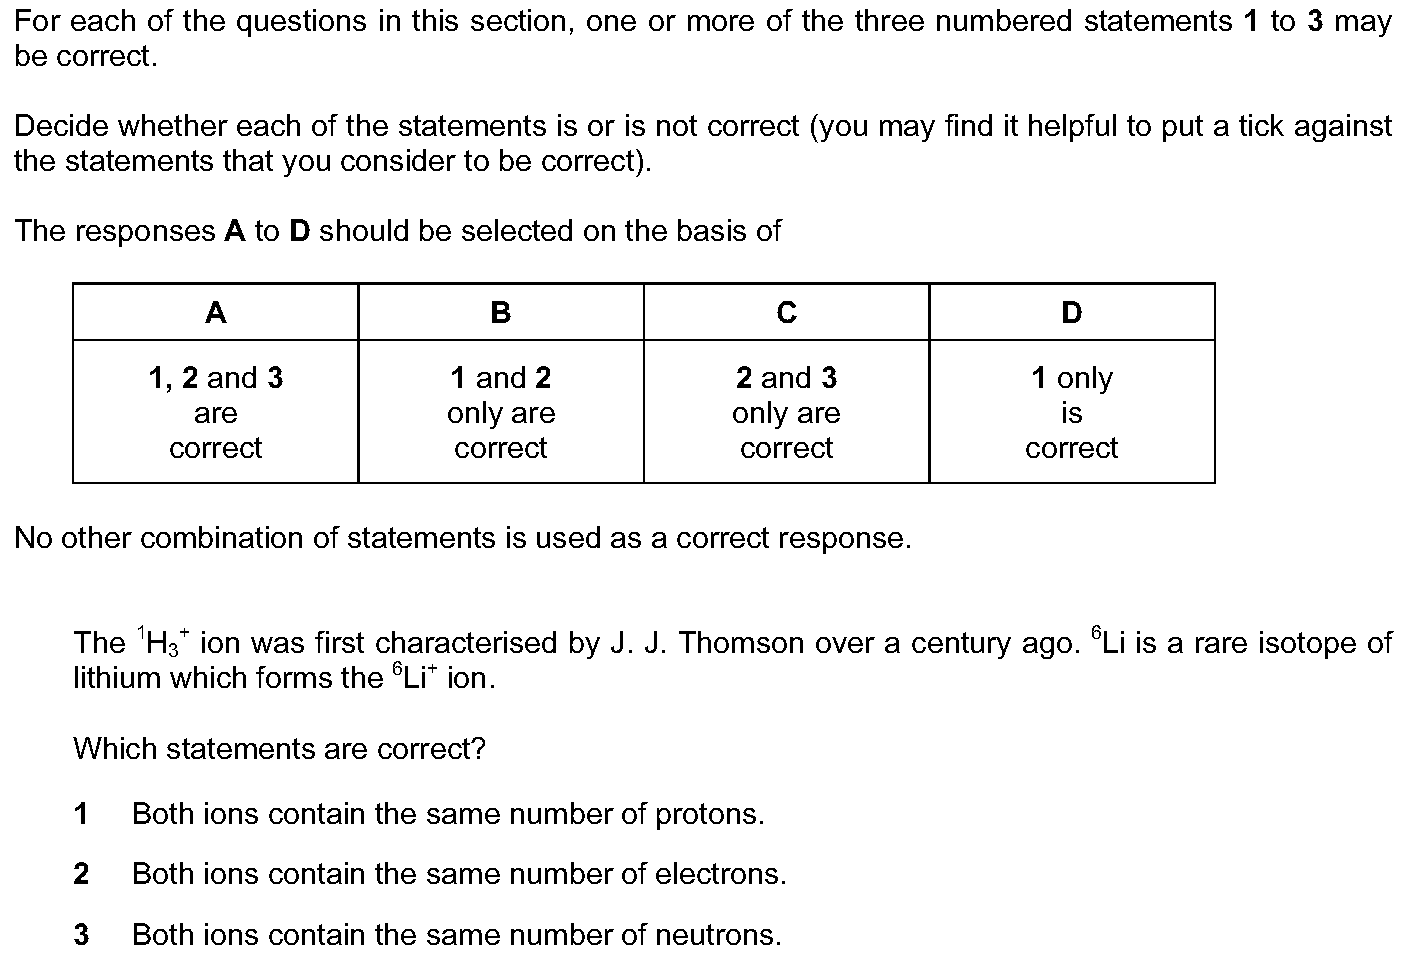 For each of the questions in this section, one or more of the three numbered statements 1 to 3 may
be correct.
Decide whether each of the statements is or is not correct (you may find it helpful to put a tick against
the statements that you consider to be correct).
The responses A to D should be selected on the basis of
A B C D
1, 2 and 3 1 and 2 2 and 3 1 only
are only are only are is
correct correct correct correct
No other combination of statements is used as a correct response.
The ¹H₃⁺ ion was first characterised by J. J. Thomson over a century ago. ⁶Li is a rare isotope of
lithium which forms the ⁶Li⁺ ion.
Which statements are correct?
1 Both ions contain the same number of protons.
2 Both ions contain the same number of electrons.
3 Both ions contain the same number of neutrons.